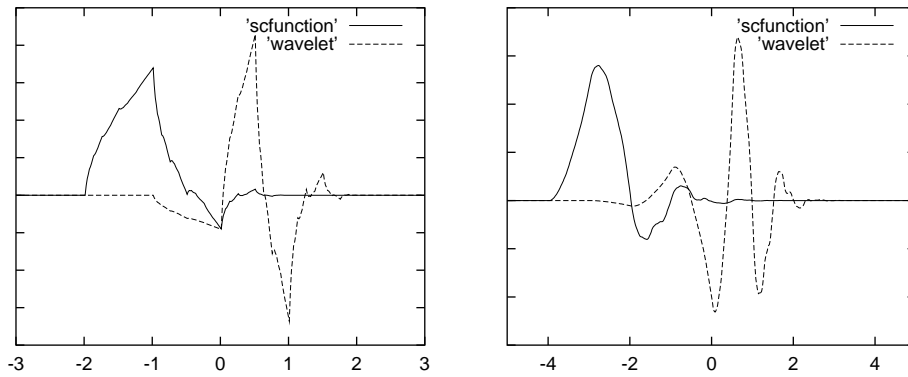 'scfunction'
'wavelet'
-3 -2 -1 0 1 2 3
'scfunction'
'wavelet'
-4 -2 0 2 4